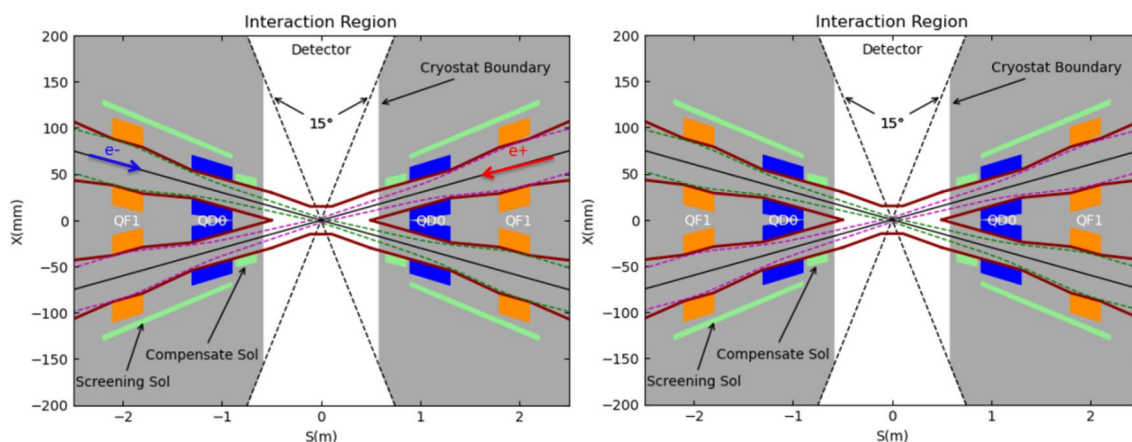 Interaction Region
200
Detector
Cryostat Boundary
150
15°
100
e-
e+
50
X(mm)
0
QF1
QD0
QD0
QF1
−50
−100
Compensate Sol
−150
Screening Sol
−200
−2
−1
0
1
2
S(m)
Interaction Region
200
Detector
Cryostat Boundary
150
15°
100
50
X(mm)
0
QF1
QD0
QD0
QF1
−50
−100
Compensate Sol
−150
Screening Sol
−200
−2
−1
0
1
2
S(m)